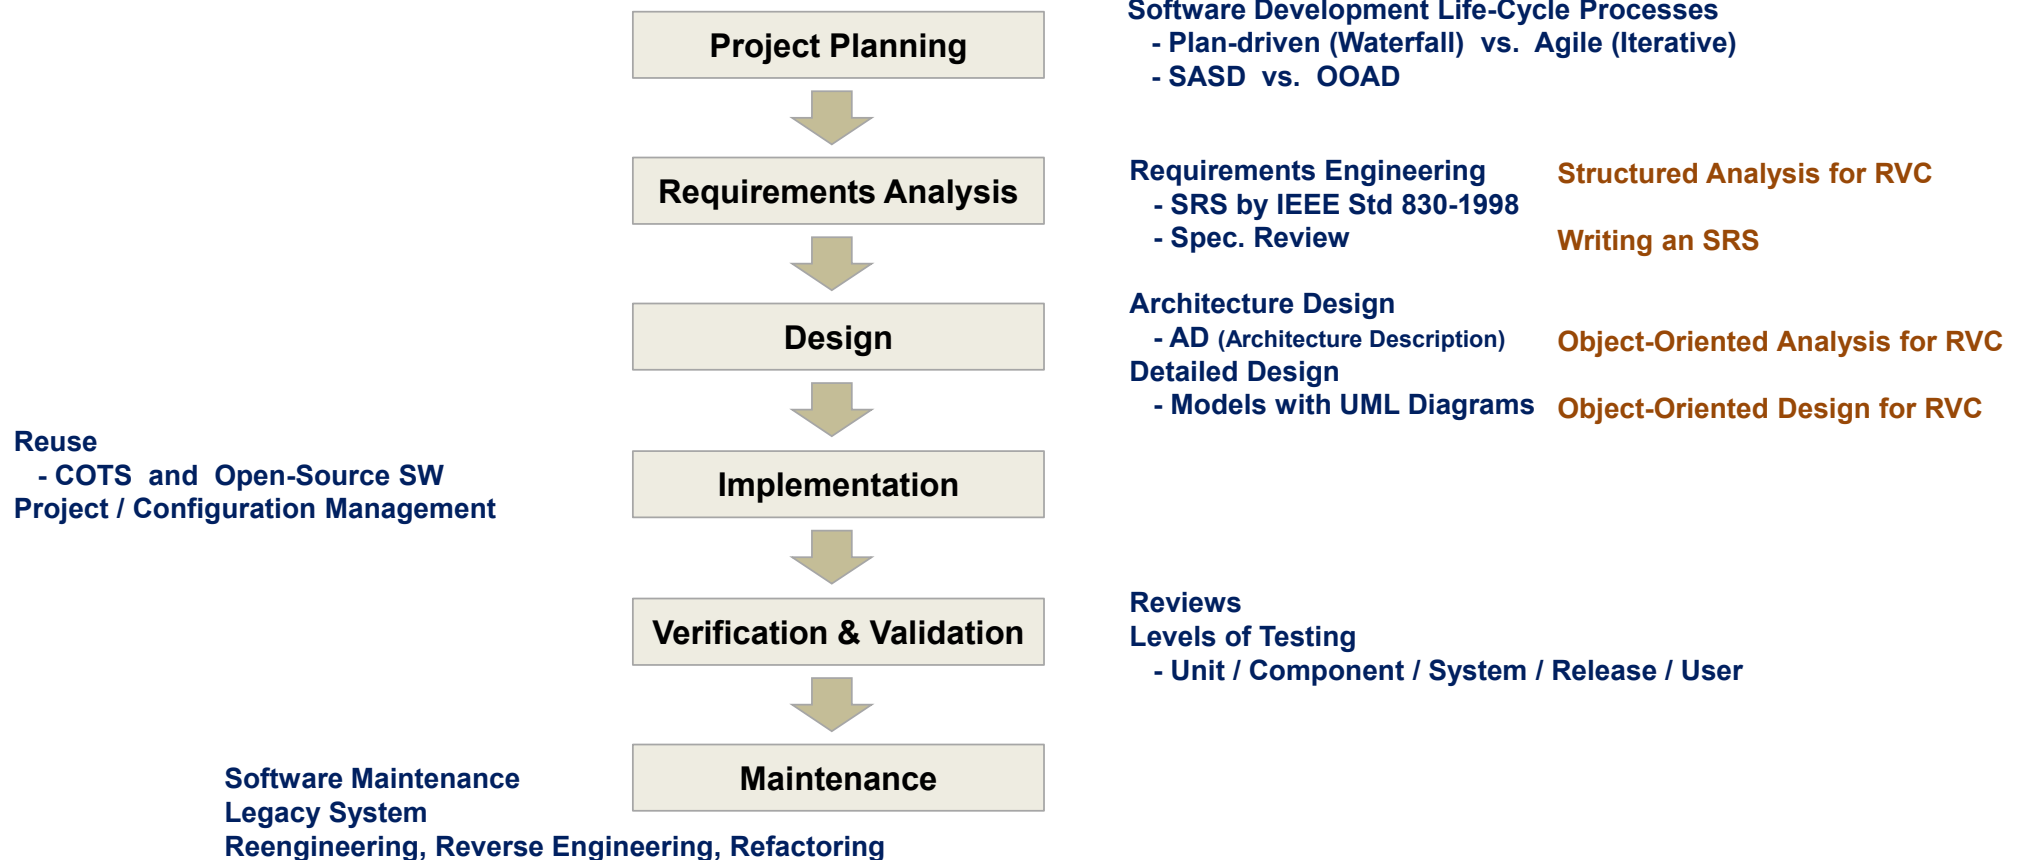 Software Development Life-Cycle Processes
- Plan-driven (Waterfall) vs. Agile (Iterative)
- SASD vs. OOAD
Project Planning
Requirements Analysis
Requirements Engineering
- SRS by IEEE Std 830-1998
- Spec. Review
Structured Analysis for RVC
Writing an SRS
Design
Architecture Design
- AD (Architecture Description)
Detailed Design
- Models with UML Diagrams
Object-Oriented Analysis for RVC
Object-Oriented Design for RVC
Reuse
- COTS and Open-Source SW
Project / Configuration Management
Implementation
Verification & Validation
Reviews
Levels of Testing
- Unit / Component / System / Release / User
Maintenance
Software Maintenance
Legacy System
Reengineering, Reverse Engineering, Refactoring